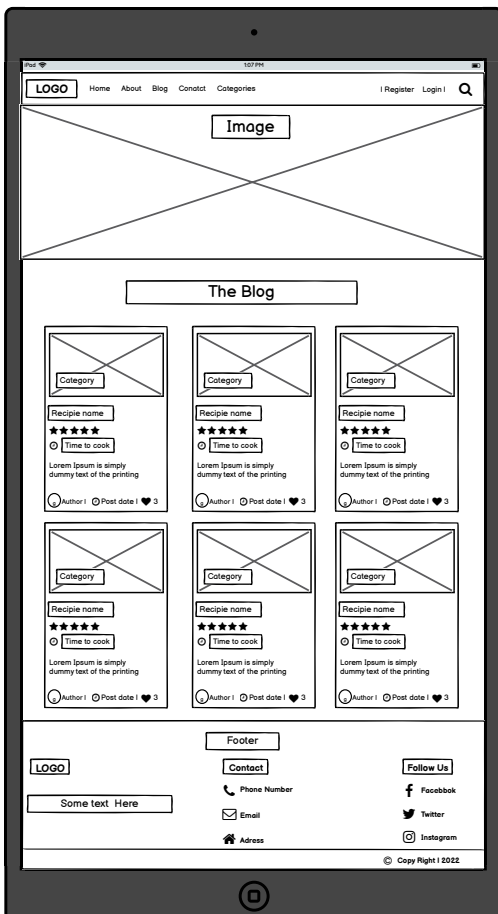 iPad 1:07 PM
LOGO Home About Blog Conatct Categories | Register Login |
Image
The Blog
Category Category Category
Recipie name Recipie name Recipie name
Time to cook Time to cook Time to cook
Lorem Ipsum is simply Lorem Ipsum is simply Lorem Ipsum is simply
dummy text of the printing dummy text of the printing dummy text of the printing
Author | Post date | 3 Author | Post date | 3 Author | Post date | 3
Category Category Category
Recipie name Recipie name Recipie name
Time to cook Time to cook Time to cook
Lorem Ipsum is simply Lorem Ipsum is simply Lorem Ipsum is simply
dummy text of the printing dummy text of the printing dummy text of the printing
Author | Post date | 3 Author | Post date | 3 Author | Post date | 3
Footer
LOGO Contact Follow Us
Phone Number Facebbok
Some text Here
Email Twitter
Adress Instagram
© Copy Right | 2022